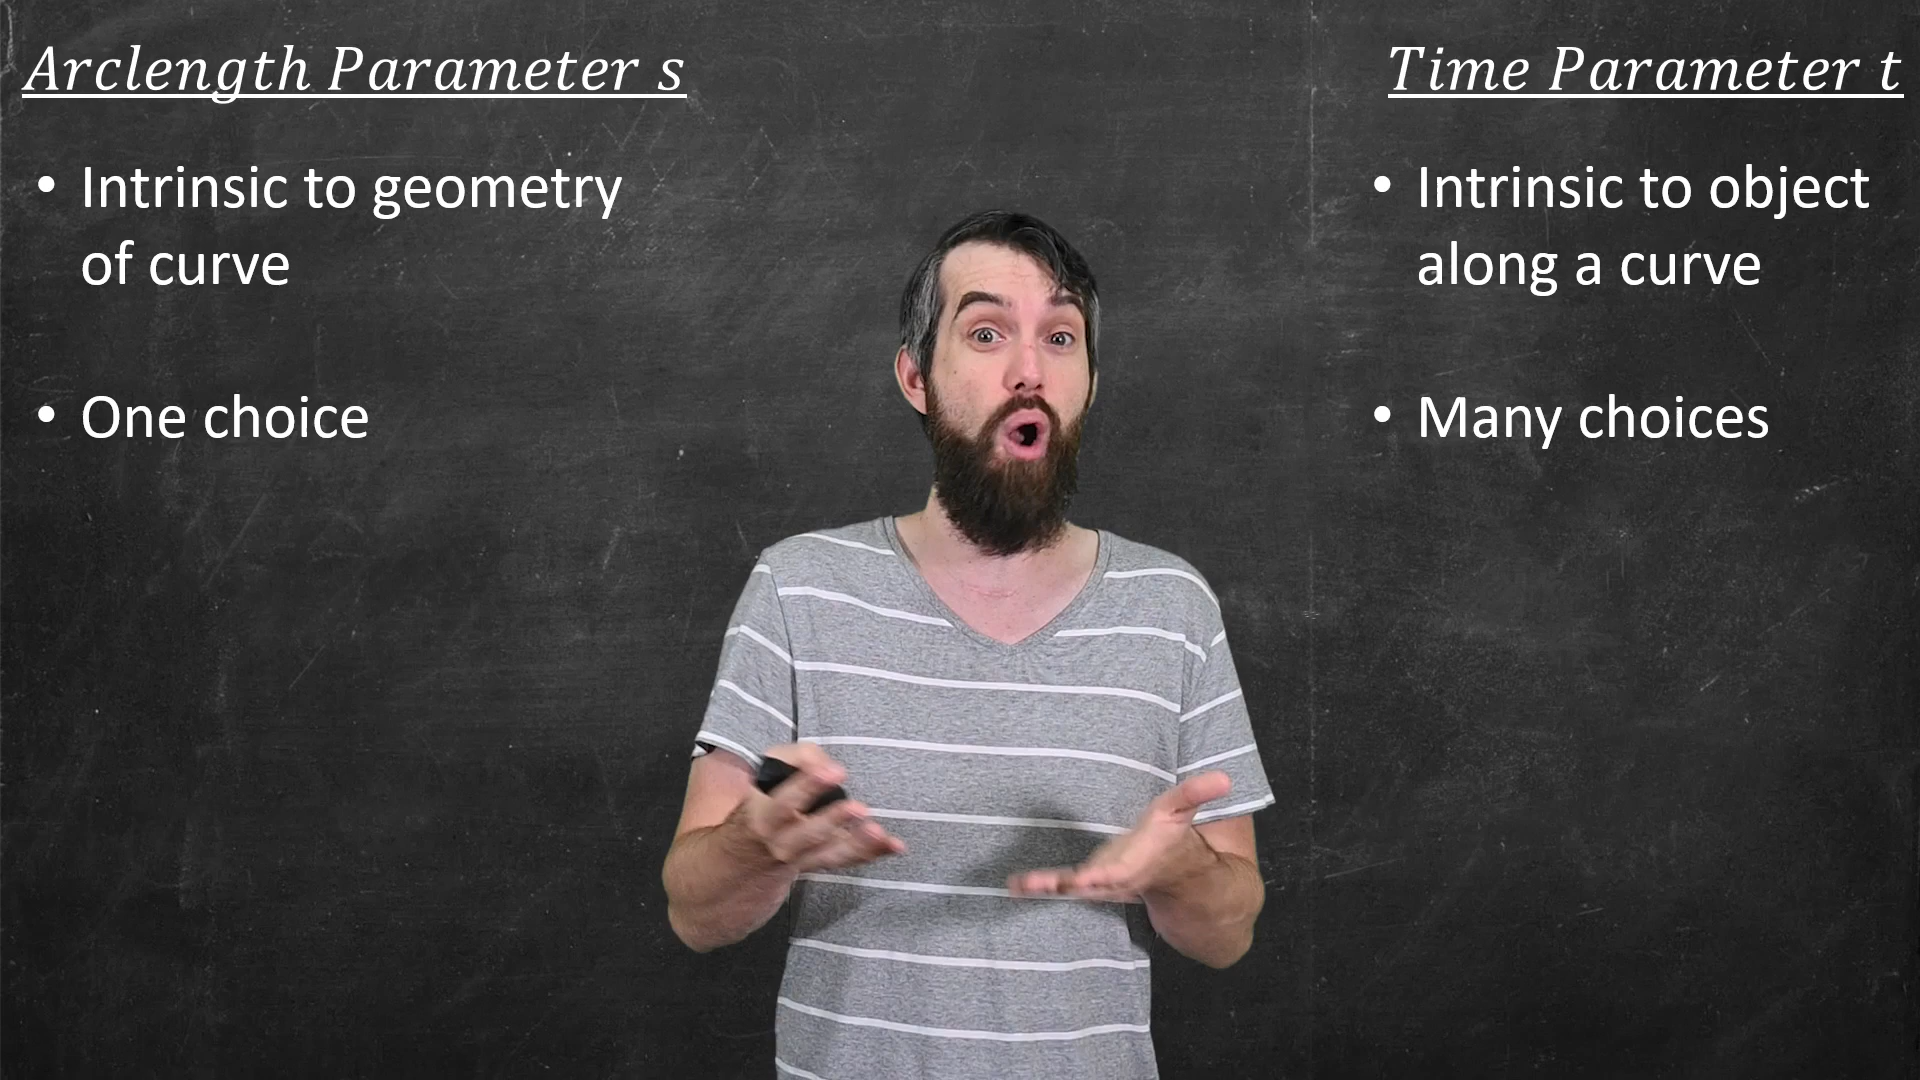 Arclength Parameter s
• Intrinsic to geometry
of curve
• One choice
Time Parameter t
• Intrinsic to object
along a curve
• Many choices